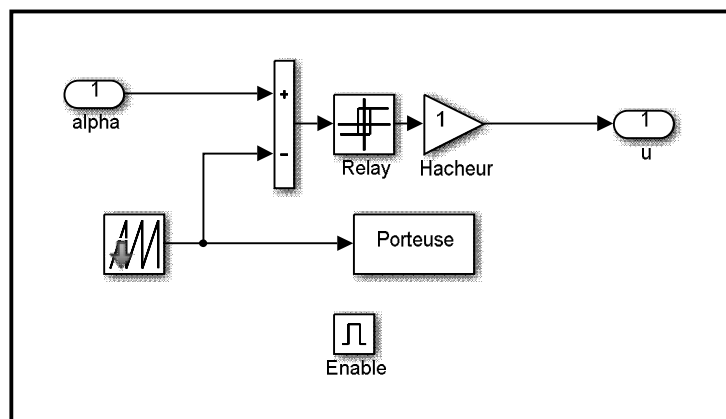 1
alpha
+
-
Relay
1
Hacheur
1
u
Porteuse
Enable